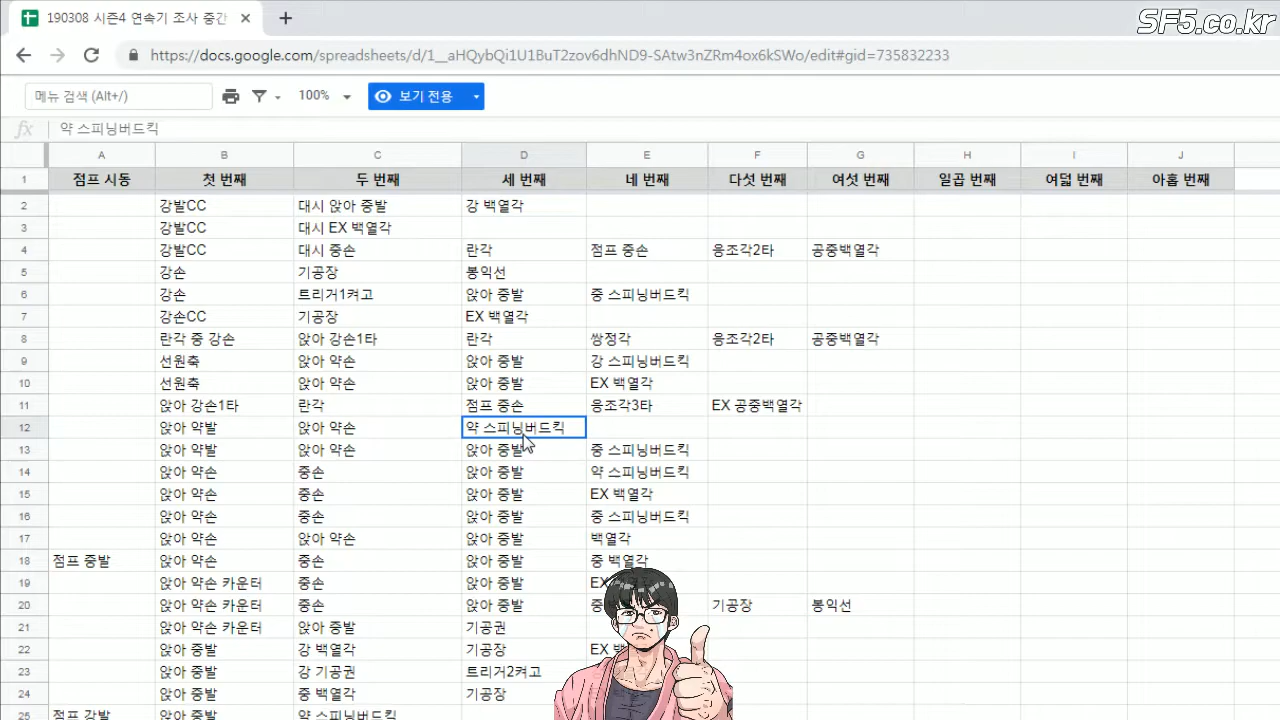 190308 시즌4 연속기 조사 중간
SF5.co.kr
https://docs.google.com/spreadsheets/d/1__aHQybQi1U1BuT2zov6dhND9-SAtw3nZRm4ox6kSWo/edit#gid=735832233
메뉴 검색 (Alt+/) 100% 보기 전용
fx 약 스피닝버드킥
A B C D E F G H I J
1 점프 시동 첫 번째 두 번째 세 번째 네 번째 다섯 번째 여섯 번째 일곱 번째 여덟 번째 아홉 번째
2 강발CC 대시 앉아 중발 강 백열각
3 강발CC 대시 EX 백열각
4 강발CC 대시 중손 란각 점프 중손 응조각2타 공중백열각
5 강손 기공장 봉익선
6 강손 트리거1켜고 앉아 중발 중 스피닝버드킥
7 강손CC 기공장 EX 백열각
8 란각 중 강손 앉아 강손1타 란각 쌍정각 응조각2타 공중백열각
9 선원축 앉아 약손 앉아 중발 강 스피닝버드킥
10 선원축 앉아 약손 앉아 중발 EX 백열각
11 앉아 강손1타 란각 점프 중손 응조각3타 EX 공중백열각
12 앉아 약발 앉아 약손 약 스피닝버드킥
13 앉아 약발 앉아 약손 앉아 중발 중 스피닝버드킥
14 앉아 약손 중손 앉아 중발 약 스피닝버드킥
15 앉아 약손 중손 앉아 중발 EX 백열각
16 앉아 약손 중손 앉아 중발 중 스피닝버드킥
17 앉아 약손 앉아 약손 앉아 중발 백열각
18 점프 중발 앉아 약손 중손 앉아 중발 중 백열각
19 앉아 약손 카운터 중손 앉아 중발 EX
20 앉아 약손 카운터 중손 앉아 중발 중 기공장 봉익선
21 앉아 약손 카운터 앉아 중발 기공권
22 앉아 중발 강 백열각 기공장 EX
23 앉아 중발 강 기공권 트리거2켜고
24 앉아 중발 중 백열각 기공장
25 점프 강발 앉아 중발 약 스피닝버드킥